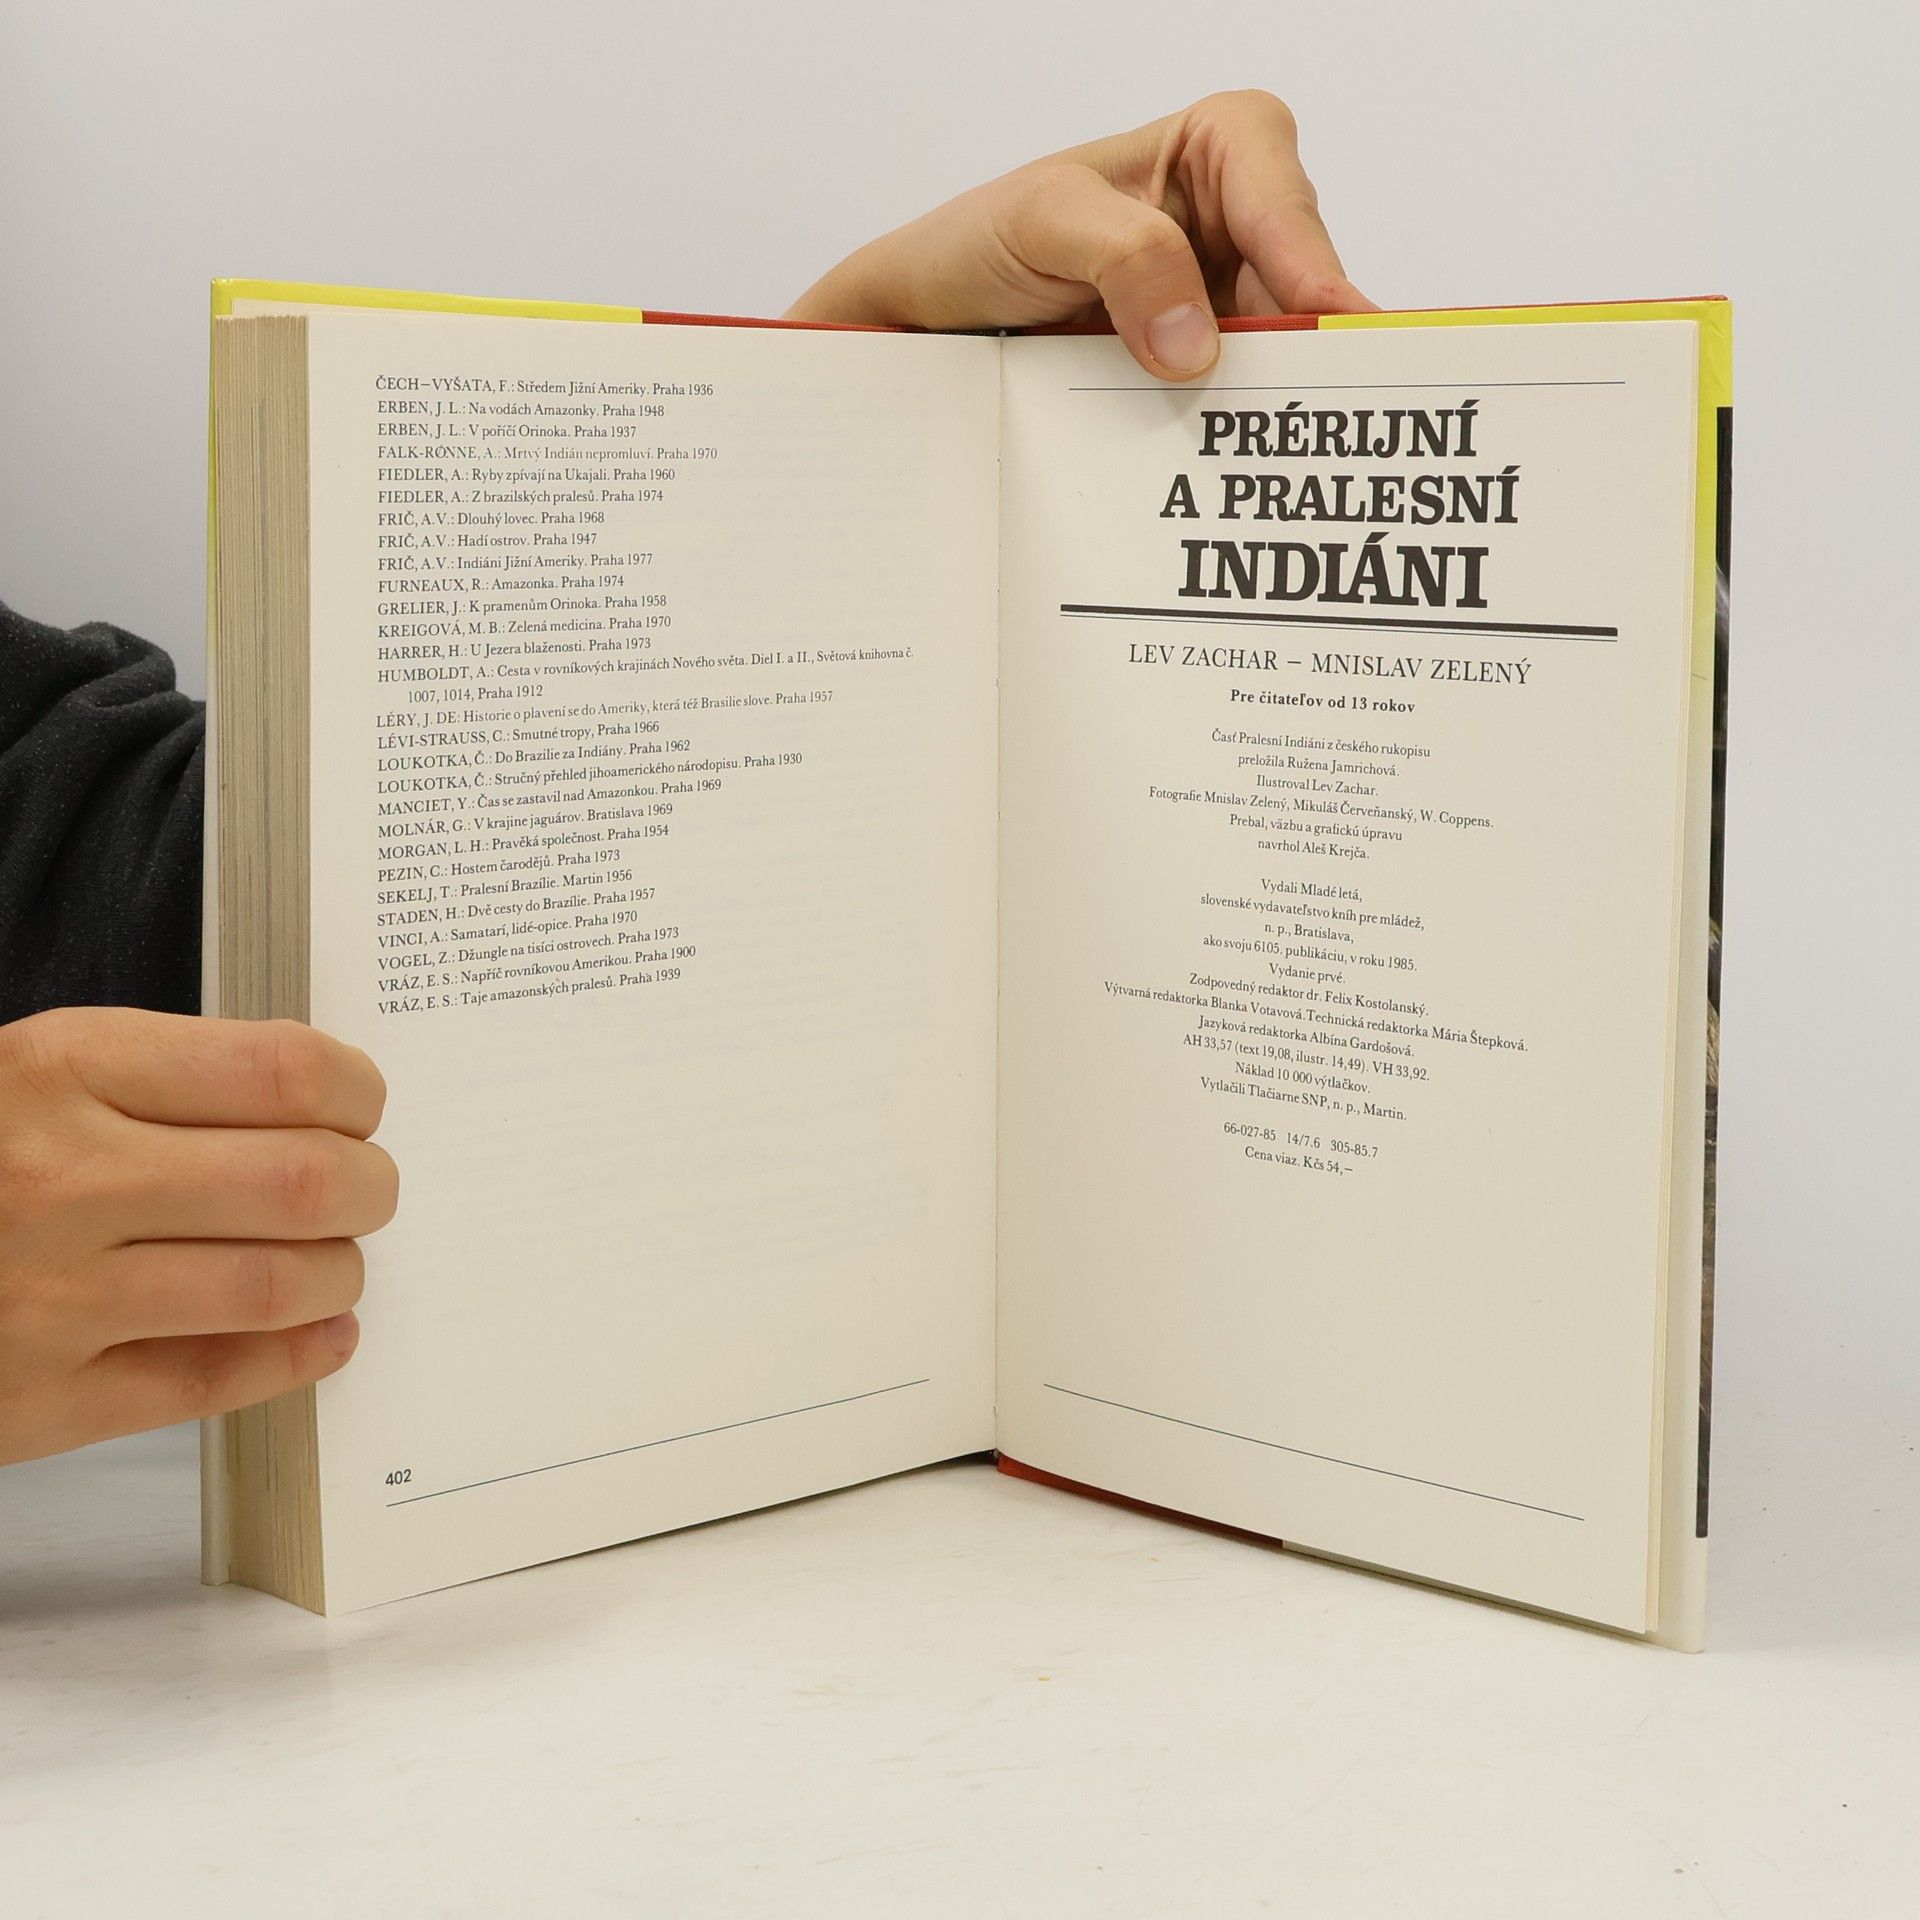 ČECH–VYŠATA, F.: Středem Jižní Ameriky. Praha 1936
ERBEN, J. L.: Na vodách Amazonky. Praha 1948
ERBEN, J. L.: V poříčí Orinoka. Praha 1937
FALK-RÖNNE, A.: Mrtvý Indián nepromluví. Praha 1970
FIEDLER, A.: Ryby zpívají na Ukajali. Praha 1960
FIEDLER, A.: Z brazilských pralesů. Praha 1974
FRIČ, A.V.: Dlouhý lovec. Praha 1968
FRIČ, A.V.: Hadí ostrov. Praha 1947
FRIČ, A.V.: Indiáni Jižní Ameriky. Praha 1977
FURNEAUX, R.: Amazonka. Praha 1974
GRELIER, J.: K pramenům Orinoka. Praha 1958
KREIGOVÁ, M. B.: Zelená medicina. Praha 1970
HARRER, H.: U Jezera blaženosti. Praha 1973
HUMBOLDT, A.: Cesta v rovníkových krajinách Nového světa. Diel I. a II., Světová knihovna č.
1007, 1014, Praha 1912
LÉRY, J. DE: Historie o plavení se do Ameriky, která též Brasilie slove. Praha 1957
LÉVI-STRAUSS, C.: Smutné tropy, Praha 1966
LOUKOTKA, Č.: Do Brazilie za Indiány. Praha 1962
LOUKOTKA, Č.: Stručný přehled jihoamerického národopisu. Praha 1930
MANCIET, Y.: Čas se zastavil nad Amazonkou. Praha 1969
MOLNÁR, G.: V krajine jaguárov. Bratislava 1969
MORGAN, L. H.: Pravěká společnost. Praha 1954
PEZIN, C.: Hostem čarodějů. Praha 1973
SEKELJ, T.: Pralesní Brazílie. Martin 1956
STADEN, H.: Dvě cesty do Brazílie. Praha 1957
VINCI, A.: Samatarí, lidé-opice. Praha 1970
VOGEL, Z.: Džungle na tisíci ostrovech. Praha 1973
VRÁZ, E. S.: Napříč rovníkovou Amerikou. Praha 1900
VRÁZ, E. S.: Taje amazonských pralesů. Praha 1939
402
PRÉRIJNÍ
A PRALESNÍ
INDIÁNI
LEV ZACHAR – MNISLAV ZELENÝ
Pre čitateľov od 13 rokov
Časť Pralesní Indiáni z českého rukopisu
preložila Ružena Jamrichová.
Ilustroval Lev Zachar.
Fotografie Mnislav Zelený, Mikuláš Červeňanský, W. Coppens.
Prebal, väzbu a grafickú úpravu
navrhol Aleš Krejča.
Vydali Mladé letá,
slovenské vydavateľstvo kníh pre mládež,
n. p., Bratislava,
ako svoju 6105. publikáciu, v roku 1985.
Vydanie prvé.
Zodpovedný redaktor dr. Felix Kostolanský.
Výtvarná redaktorka Blanka Votavová. Technická redaktorka Mária Štepková.
Jazyková redaktorka Albína Gardošová.
AH 33,57 (text 19,08, ilustr. 14,49). VH 33,92.
Náklad 10 000 výtlačkov.
Vytlačili Tlačiarne SNP, n. p., Martin.
66-027-85 14/7.6 305-85.7
Cena viaz. Kčs 54,–